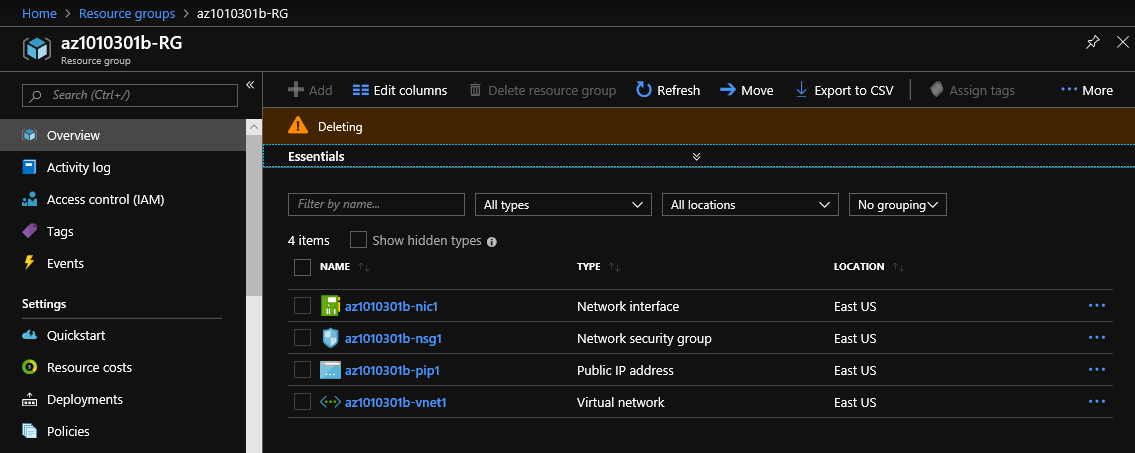 Home > Resource groups > az1010301b-RG
az1010301b-RG
Resource group
Search (Ctrl+/)
«
Overview
Activity log
Access control (IAM)
Tags
Events
Settings
Quickstart
Resource costs
Deployments
Policies
Add Edit columns Delete resource group Refresh Move Export to CSV Assign tags ··· More
Deleting
Essentials
Filter by name... All types All locations No grouping
4 items Show hidden types
NAME TYPE LOCATION
az1010301b-nic1 Network interface East US ···
az1010301b-nsg1 Network security group East US ···
az1010301b-pip1 Public IP address East US ···
az1010301b-vnet1 Virtual network East US ···